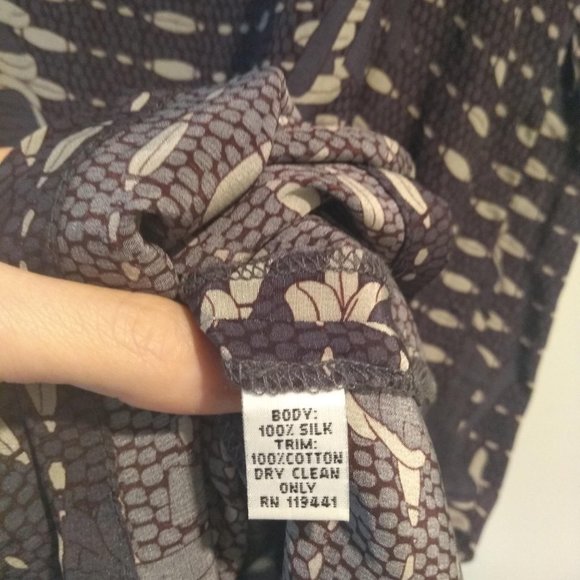 BODY:
100% SILK
TRIM:
100%COTTON
DRY CLEAN
ONLY
RN 119441